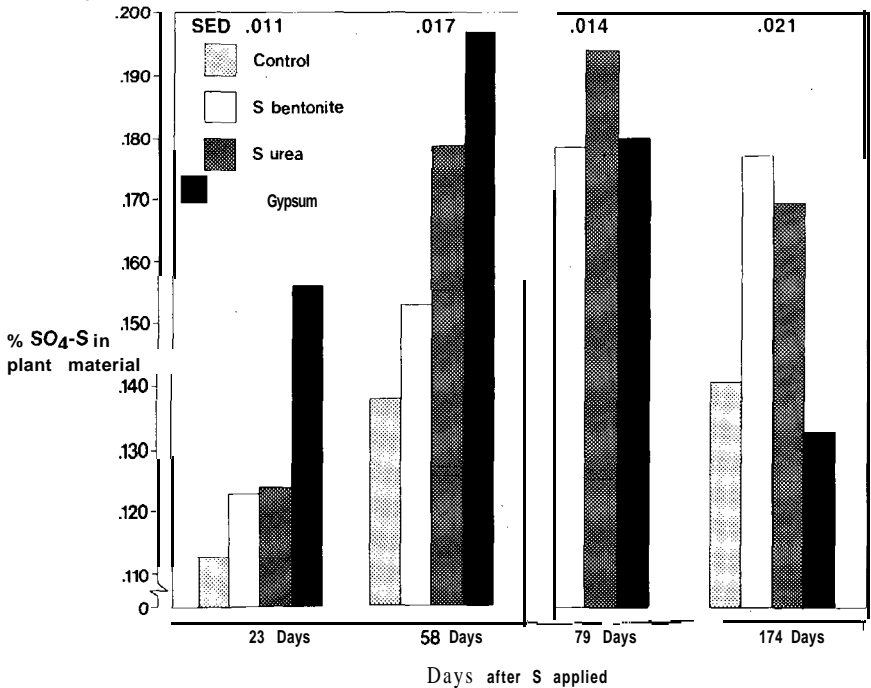 .200 SED .011 .017 .014 .021
.190
Control
S bentonite
.180
S urea
.170
Gypsum
.160
.150
% SO4-S in
plant material
.140
.130
.120
.110
0
23 Days 58 Days 79 Days 174 Days
Days after S applied